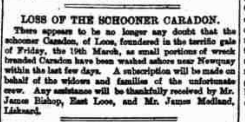 LOSS OF THE SCHOONER CARADON.
There appears to be no longer any doubt that the
schooner Caradon, of Looe, foundered in the terrific gale
of Friday, the 19th March, as small portions of wreck
branded Caradon have been washed ashore near Newquay
within the last few days. A subscription will be made on
behalf of the widows and families of the unfortunate
crew. Any assistance will be thankfully received by Mr.
James Bishop, East Looe, and Mr. James Medland,
Liskeard.